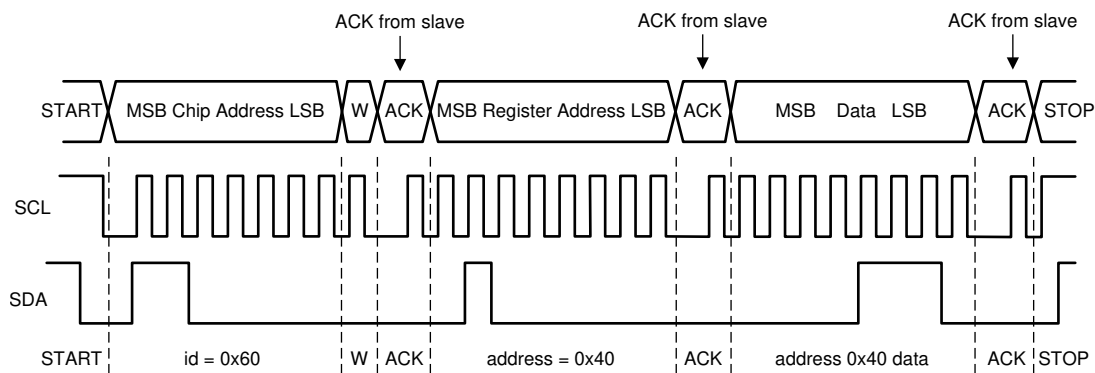 ACK from slave ACK from slave ACK from slave
START MSB Chip Address LSB W ACK MSB Register Address LSB ACK MSB Data LSB ACK STOP
SCL
SDA
START id = 0x60 W ACK address = 0x40 ACK address 0x40 data ACK STOP